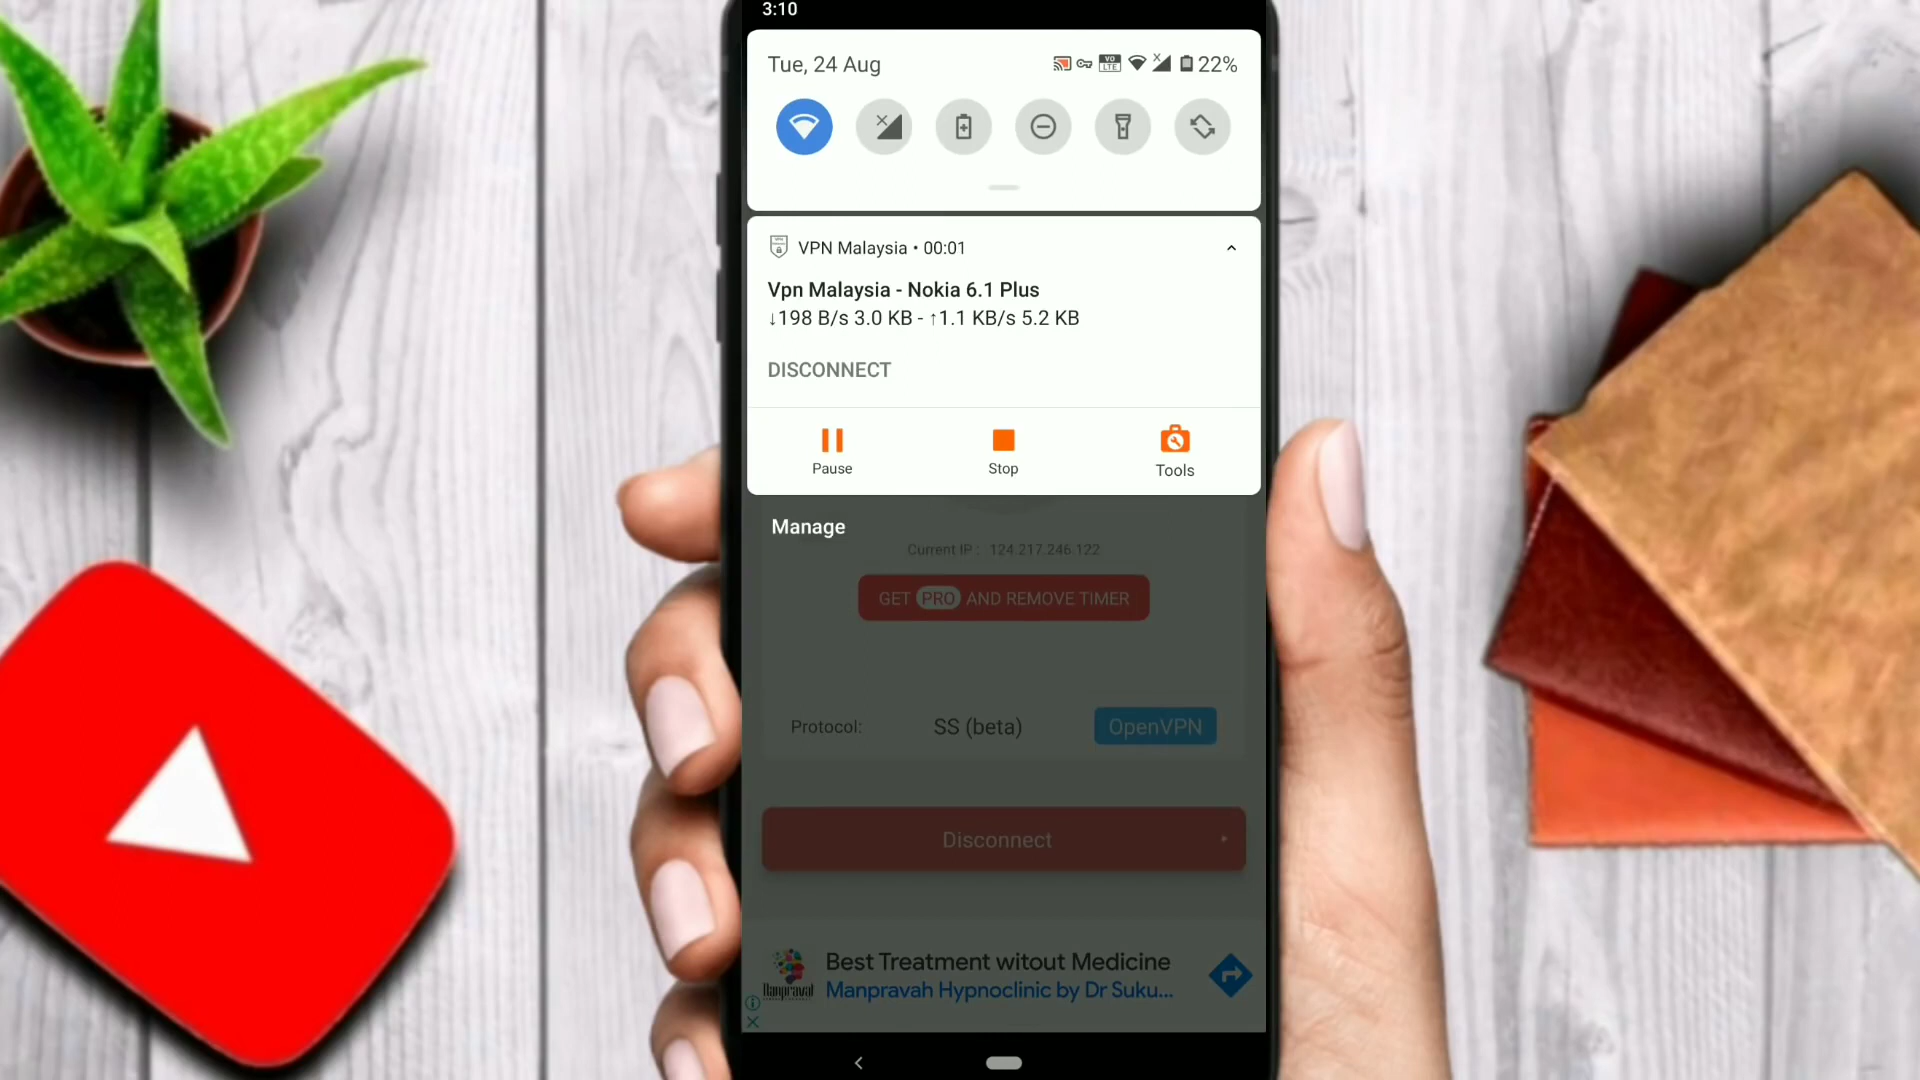 3:10
Tue, 24 Aug
VO LTE 22%
VPN Malaysia • 00:01
Vpn Malaysia - Nokia 6.1 Plus
↓198 B/s 3.0 KB - ↑1.1 KB/s 5.2 KB
DISCONNECT
Pause Stop Tools
Manage
Current IP : 124.217.246.122
GET PRO AND REMOVE TIMER
Protocol: SS (beta) OpenVPN
Disconnect
Best Treatment witout Medicine
Manpravah Hypnoclinic by Dr Suku...